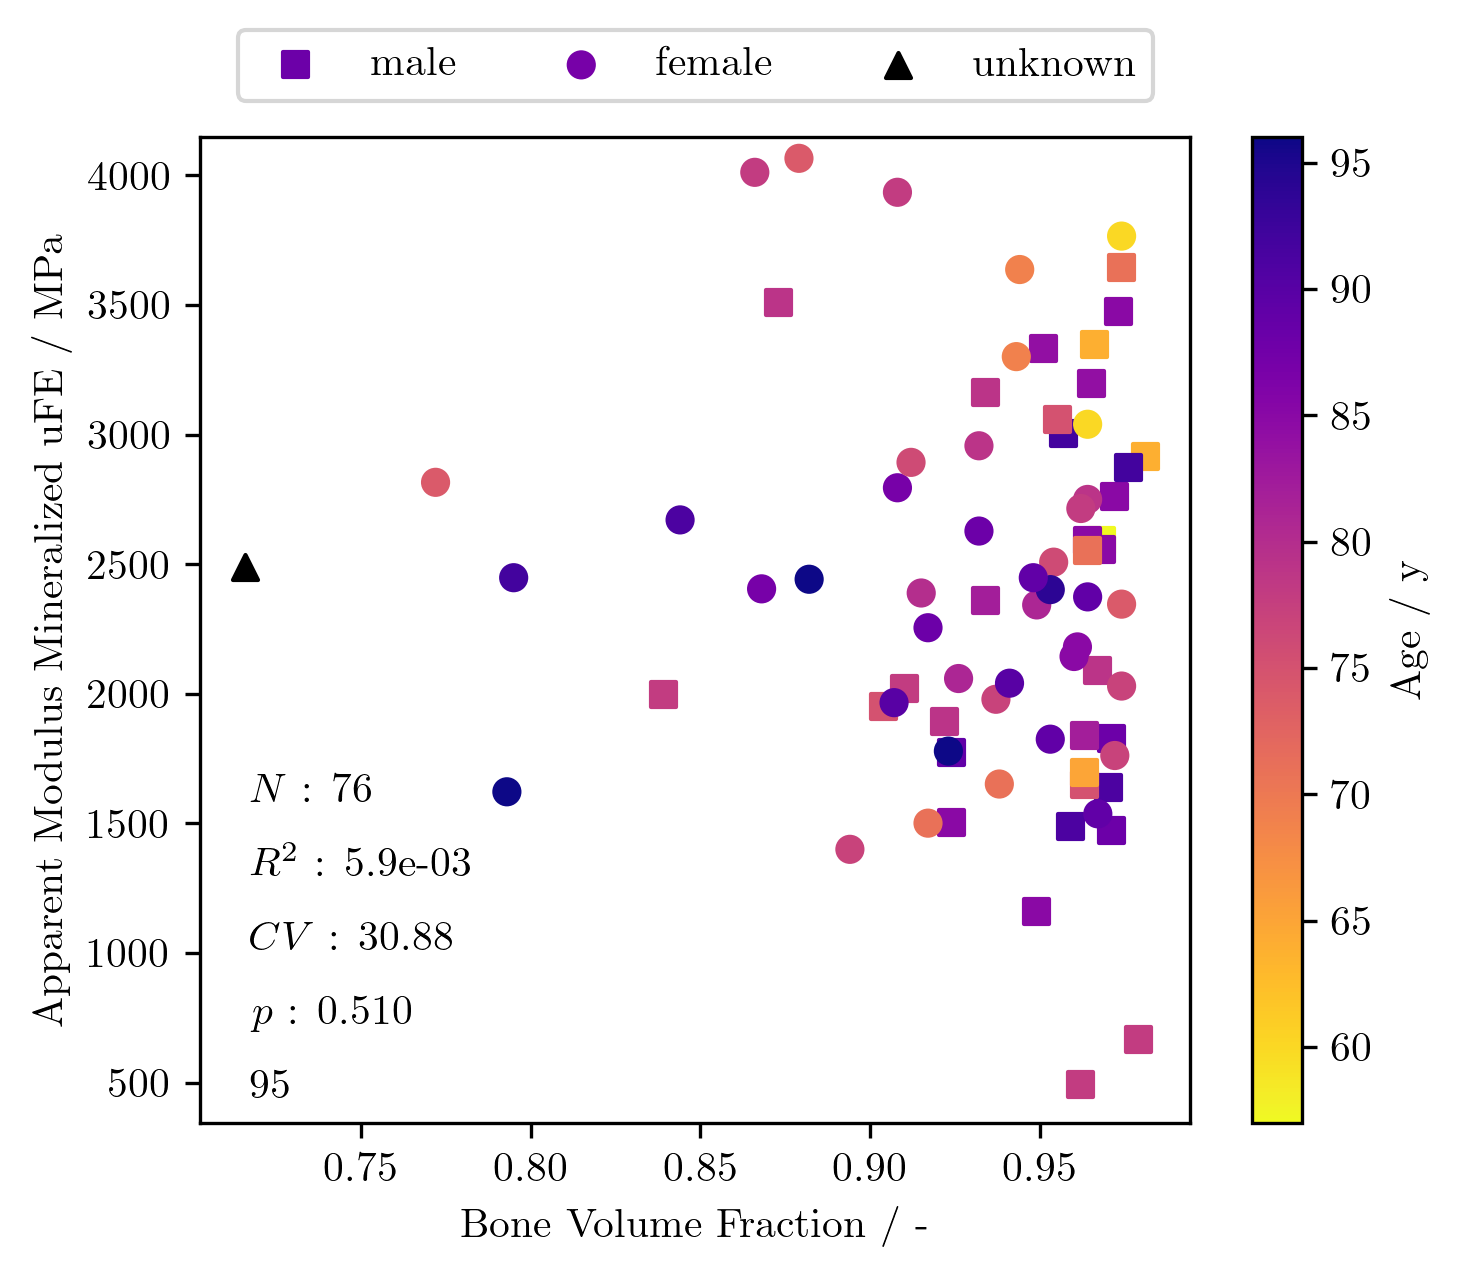 male female unknown
4000
3500
3000
2500
2000
1500
1000
500
Apparent Modulus Mineralized uFE / MPa
N : 76
R² : 5.9e-03
CV : 30.88
p : 0.510
95
0.75 0.80 0.85 0.90 0.95
Bone Volume Fraction / -
95
90
85
80
75
70
65
60
Age / y